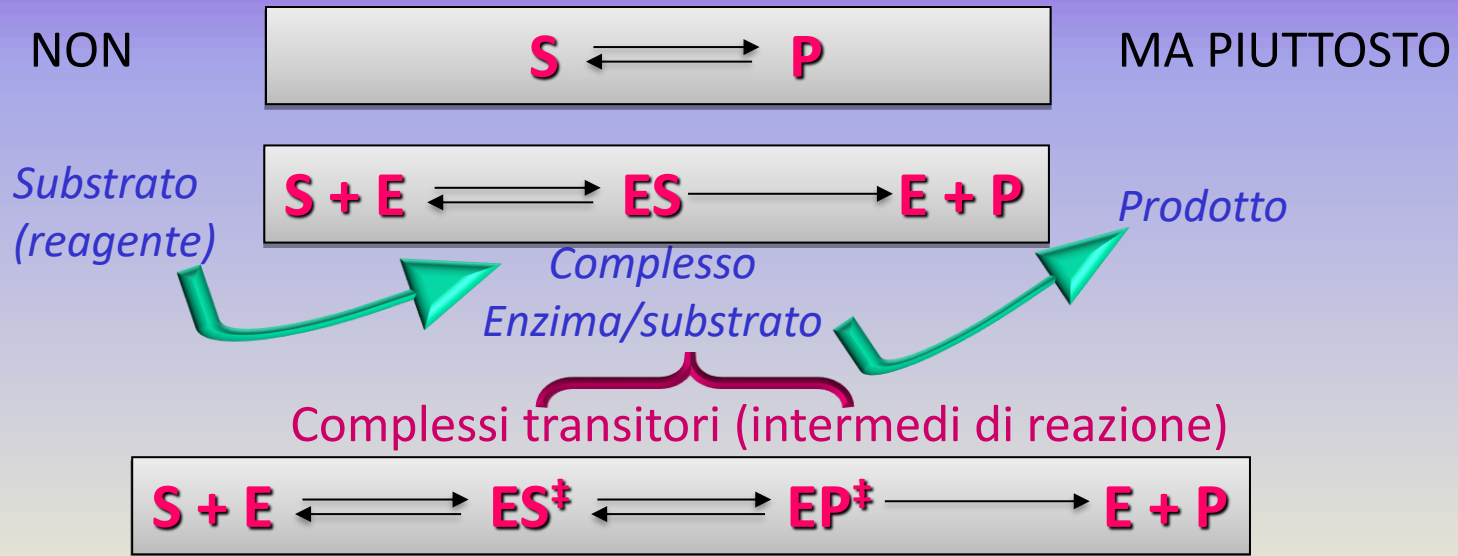 NON
S ⇌ P
MA PIUTTOSTO
Substrato
(reagente)
S + E ⇌ ES → E + P
Prodotto
Complesso
Enzima/substrato
Complessi transitori (intermedi di reazione)
S + E ⇌ ES‡ ⇌ EP‡ → E + P